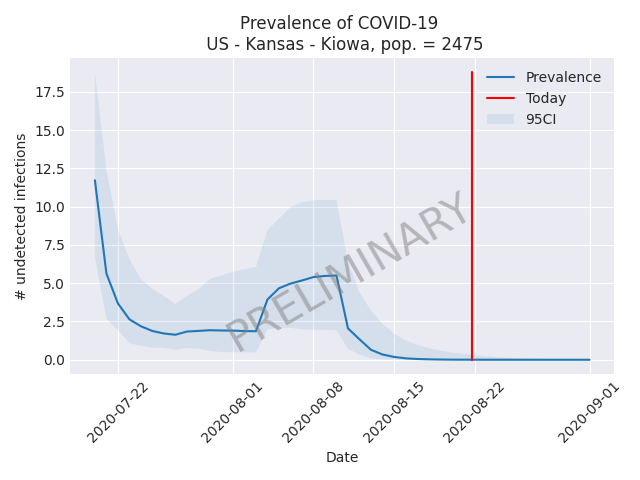 Prevalence of COVID-19
US - Kansas - Kiowa, pop. = 2475
Prevalence
Today
95CI
17.5
15.0
12.5
10.0
7.5
5.0
2.5
0.0
# undetected infections
PRELIMINARY
2020-07-22
2020-08-01
2020-08-08
2020-08-15
2020-08-22
2020-09-01
Date